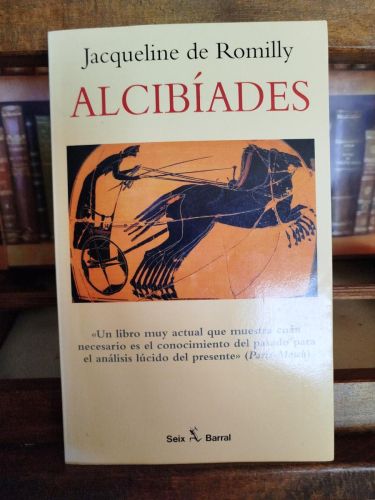 Jacqueline de Romilly
ALCIBÍADES
«Un libro muy actual que muestra cuán
necesario es el conocimiento del pasado para
el análisis lúcido del presente» (Paris-Match)
Seix Barral